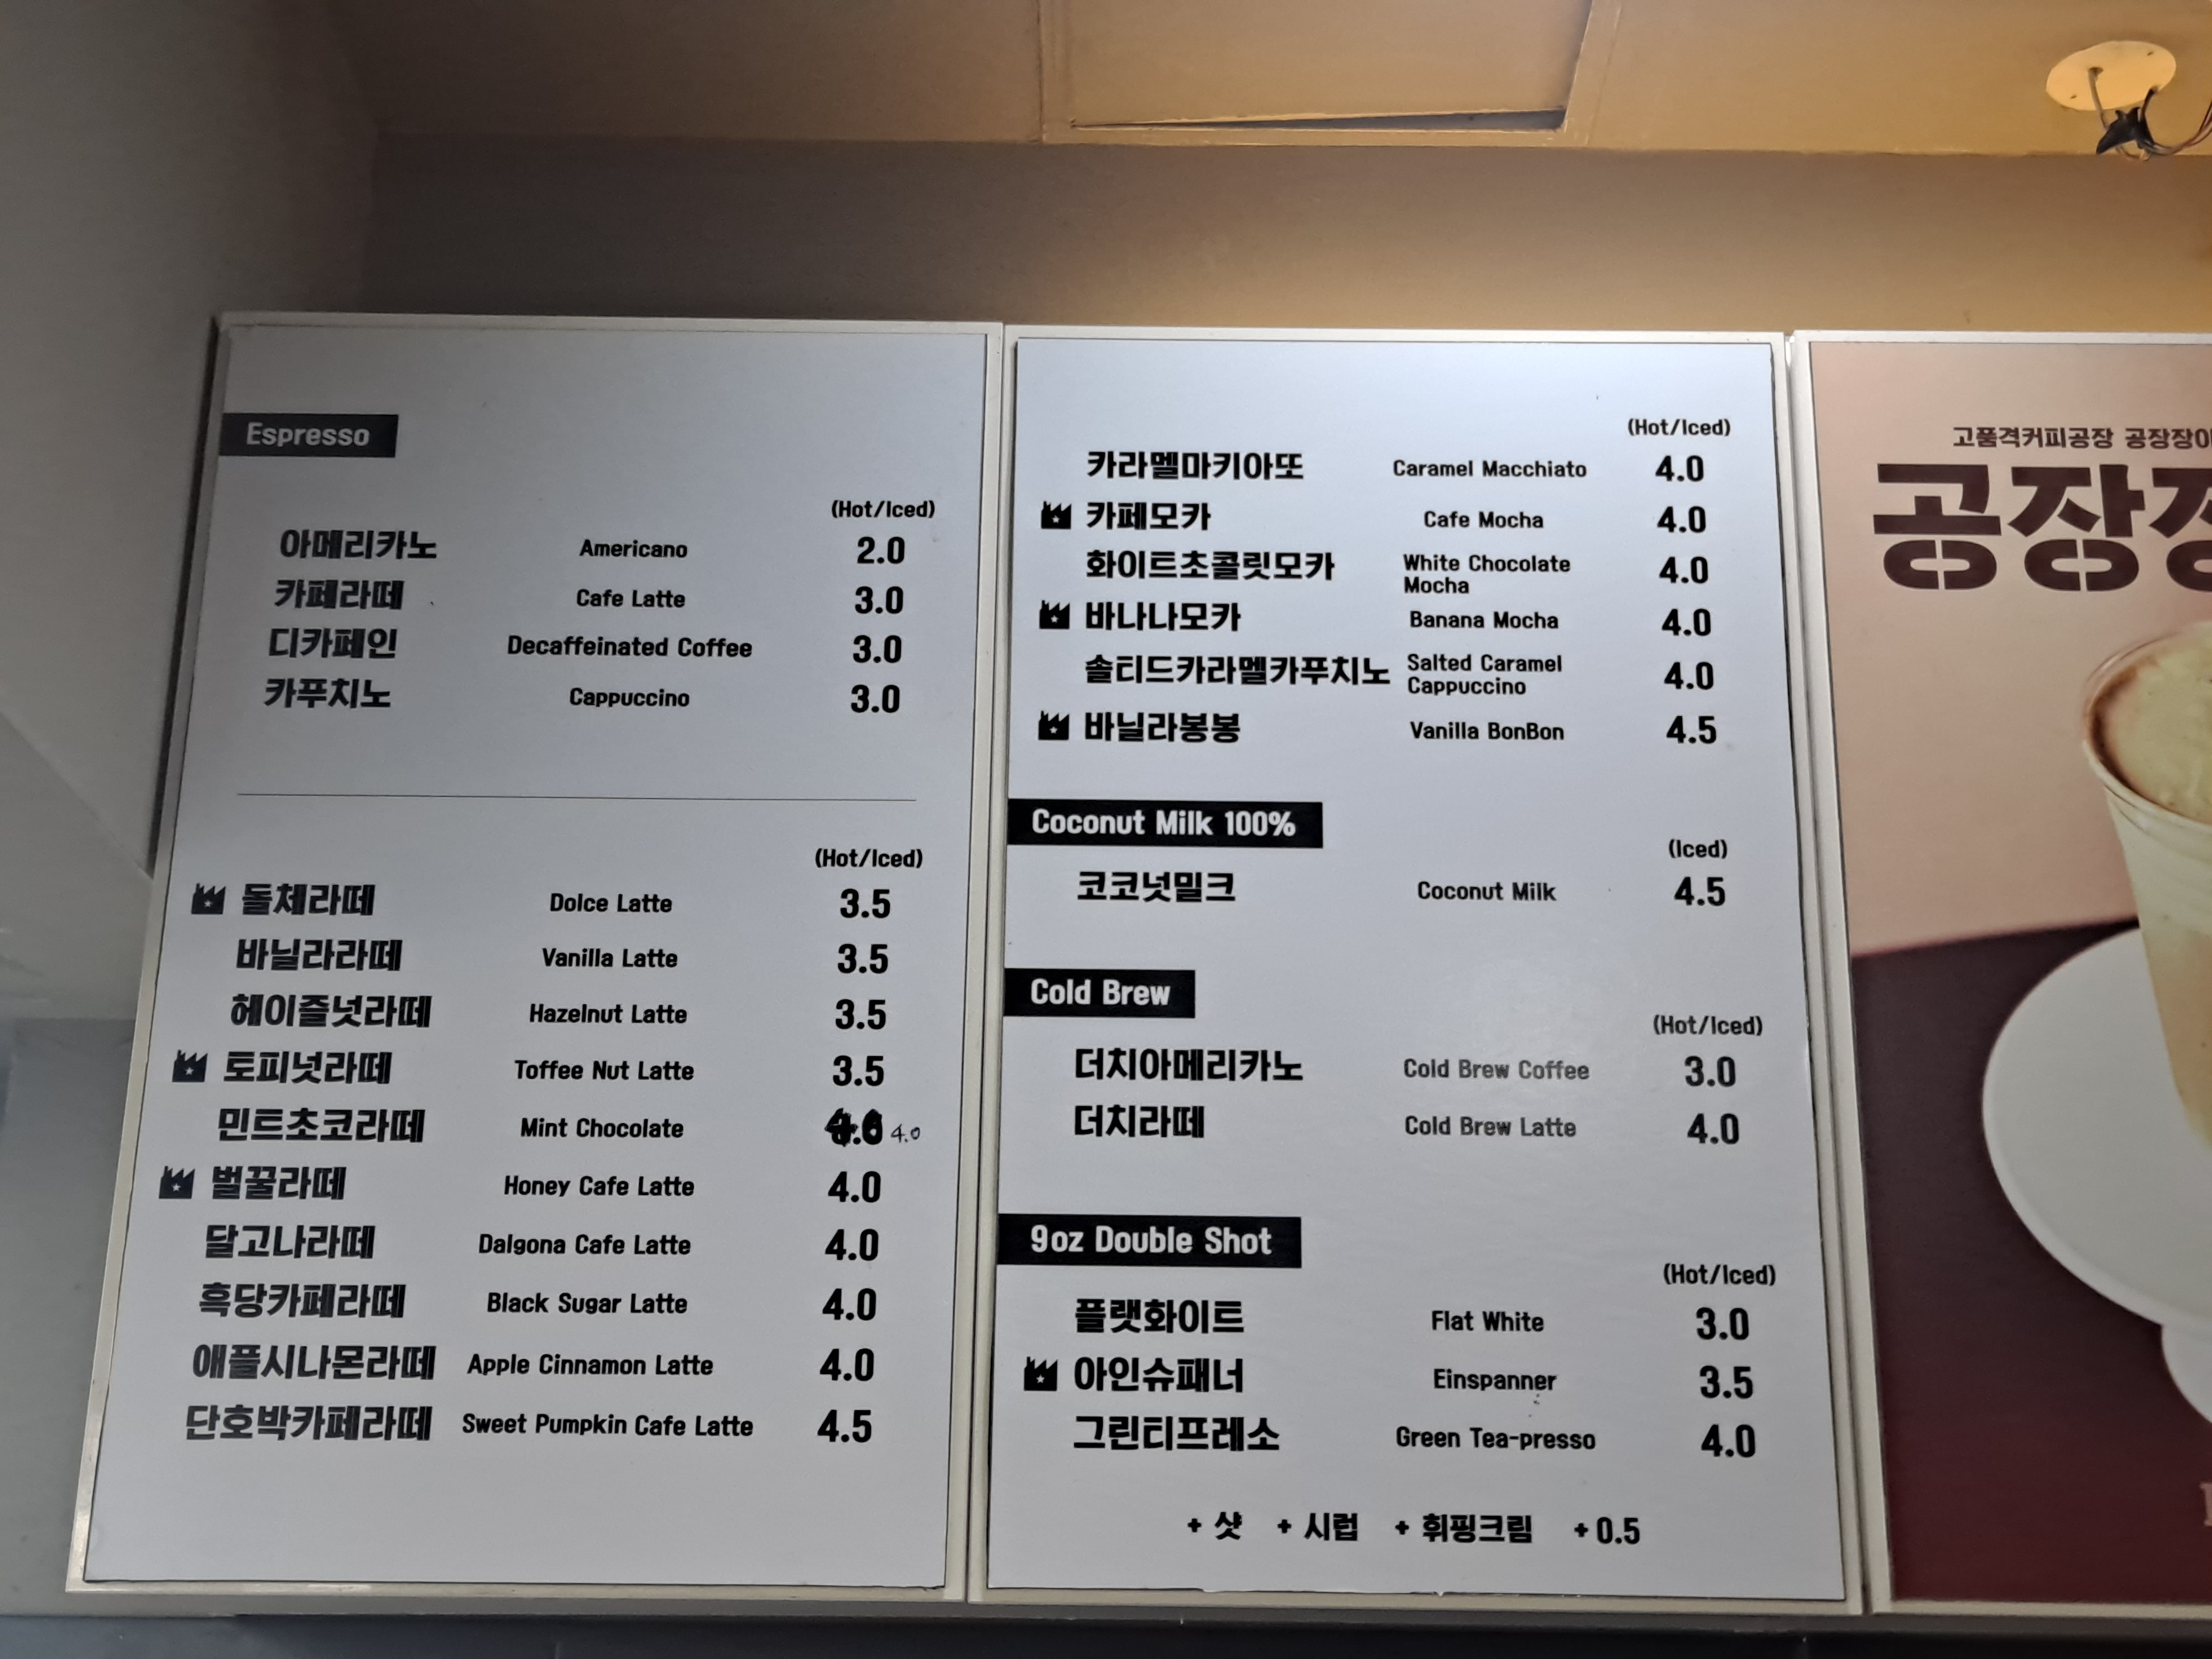 Espresso
(Hot/Iced)
아메리카노 Americano 2.0
카페라떼 Cafe Latte 3.0
디카페인 Decaffeinated Coffee 3.0
카푸치노 Cappuccino 3.0
(Hot/Iced)
돌체라떼 Dolce Latte 3.5
바닐라라떼 Vanilla Latte 3.5
헤이즐넛라떼 Hazelnut Latte 3.5
토피넛라떼 Toffee Nut Latte 3.5
민트초코라떼 Mint Chocolate 4.0
벌꿀라떼 Honey Cafe Latte 4.0
달고나라떼 Dalgona Cafe Latte 4.0
흑당카페라떼 Black Sugar Latte 4.0
애플시나몬라떼 Apple Cinnamon Latte 4.0
단호박카페라떼 Sweet Pumpkin Cafe Latte 4.5
(Hot/Iced)
카라멜마키아또 Caramel Macchiato 4.0
카페모카 Cafe Mocha 4.0
화이트초콜릿모카 White Chocolate
Mocha 4.0
바나나모카 Banana Mocha 4.0
솔티드카라멜카푸치노 Salted Caramel
Cappuccino 4.0
바닐라봉봉 Vanilla BonBon 4.5
Coconut Milk 100%
(Iced)
코코넛밀크 Coconut Milk 4.5
Cold Brew
(Hot/Iced)
더치아메리카노 Cold Brew Coffee 3.0
더치라떼 Cold Brew Latte 4.0
9oz Double Shot
(Hot/Iced)
플랫화이트 Flat White 3.0
아인슈패너 Einspanner 3.5
그린티프레소 Green Tea-presso 4.0
+ 샷 + 시럽 + 휘핑크림 +0.5
고품격커피공장 공장장이
공장장